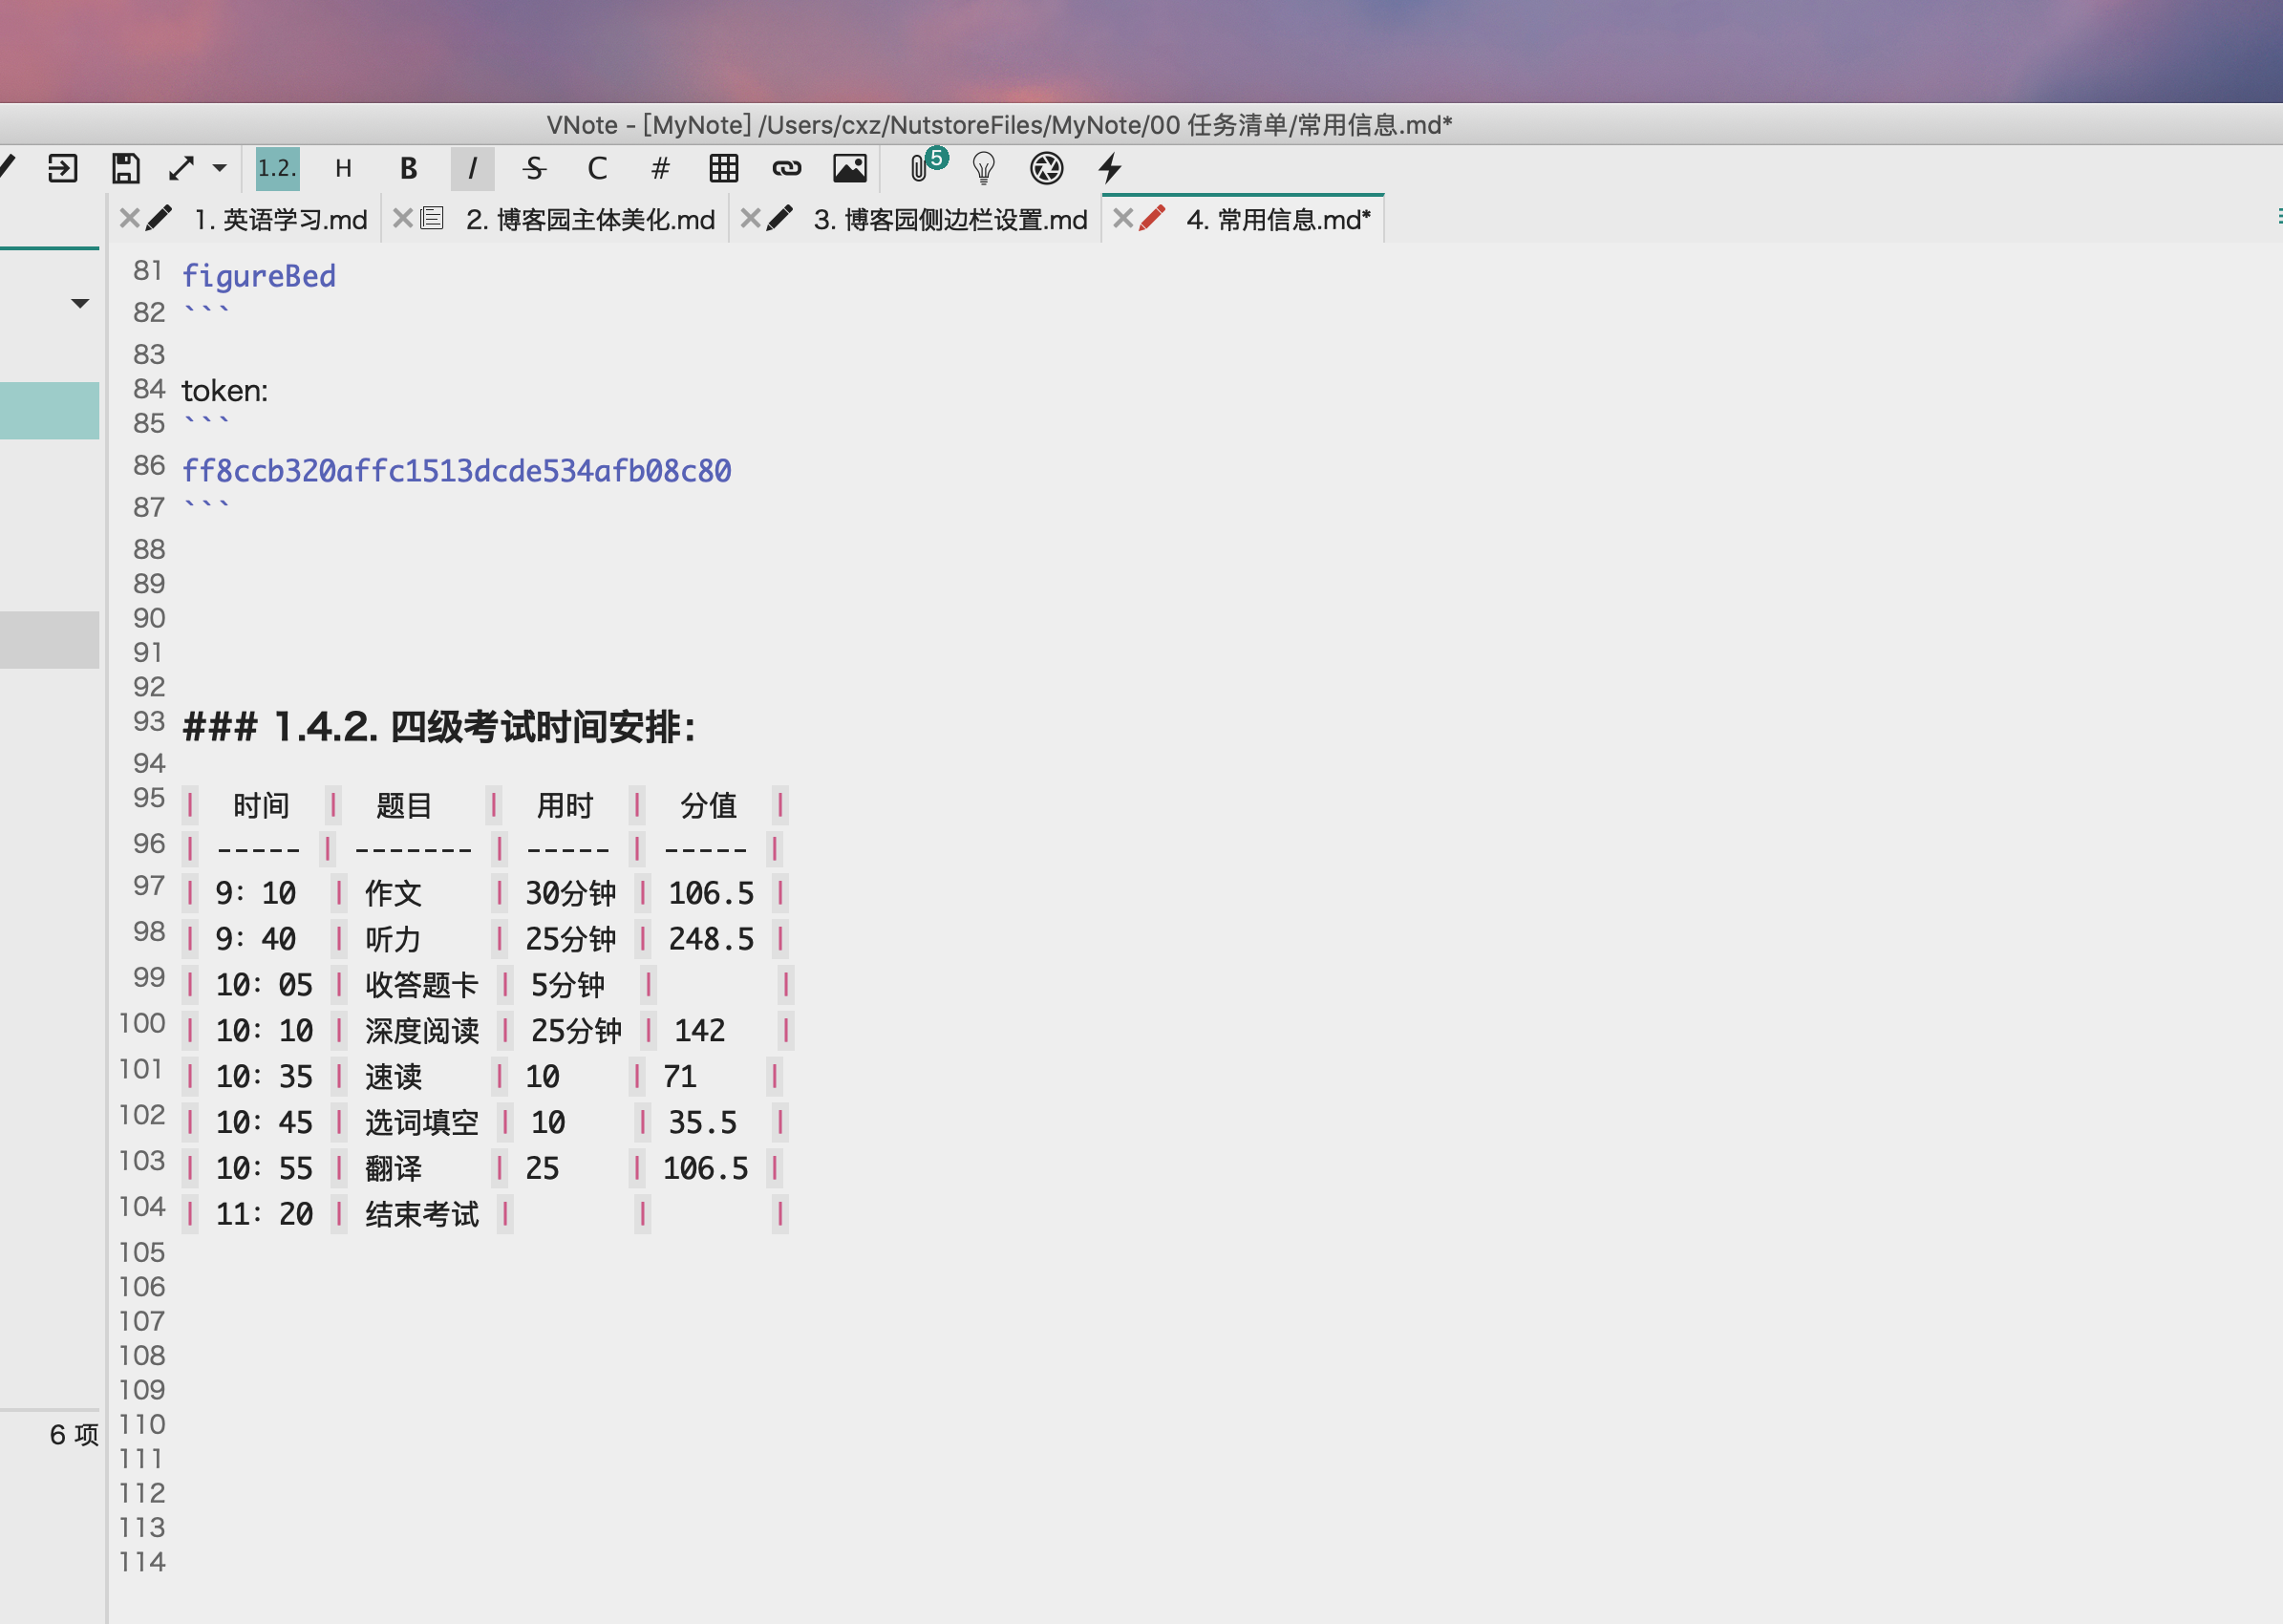 VNote - [MyNote] /Users/cxz/NutstoreFiles/MyNote/00 任务清单/常用信息.md*
1.2. H B I S C # 5
1. 英语学习.md 2. 博客园主体美化.md 3. 博客园侧边栏设置.md 4. 常用信息.md*
81 figureBed
82 ```
83
84 token:
85 ```
86 ff8ccb320affc1513dcde534afb08c80
87 ```
88
89
90
91
92
93 ### 1.4.2. 四级考试时间安排：
94
95 | 时间 | 题目 | 用时 | 分值 |
96 | ----- | ------- | ----- | ----- |
97 | 9：10 | 作文 | 30分钟 | 106.5 |
98 | 9：40 | 听力 | 25分钟 | 248.5 |
99 | 10：05 | 收答题卡 | 5分钟 | |
100 | 10：10 | 深度阅读 | 25分钟 | 142 |
101 | 10：35 | 速读 | 10 | 71 |
102 | 10：45 | 选词填空 | 10 | 35.5 |
103 | 10：55 | 翻译 | 25 | 106.5 |
104 | 11：20 | 结束考试 | | |
105
106
107
108
109
110
6 项
111
112
113
114